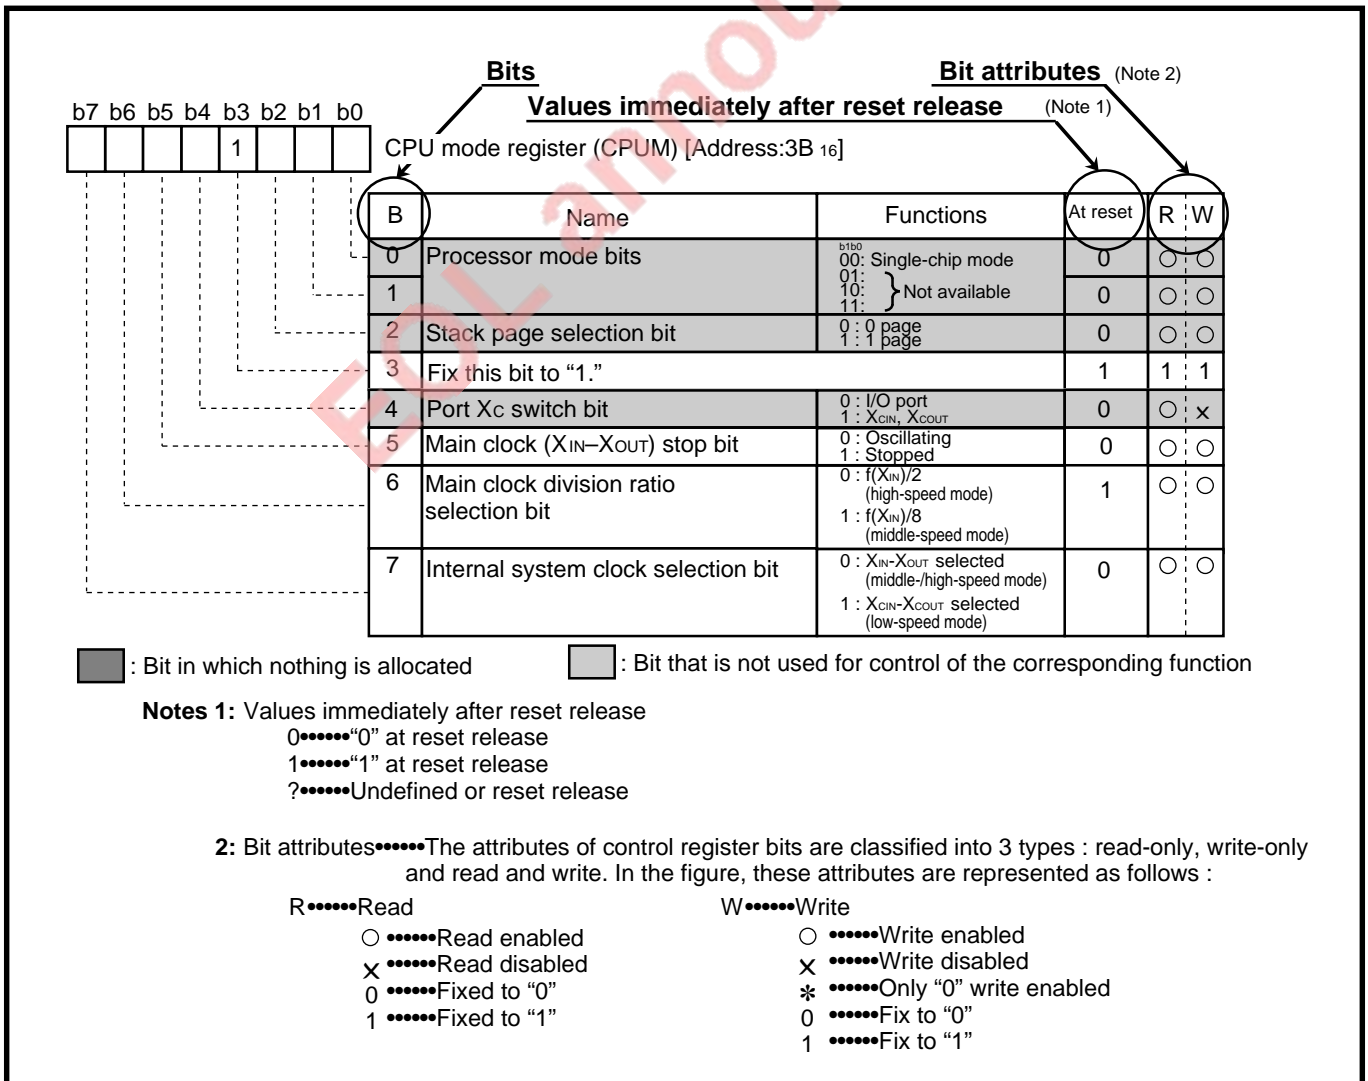 EOL annou
Bits
Bit attributes (Note 2)
Values immediately after reset release (Note 1)
b7 b6 b5 b4 b3 b2 b1 b0
1
CPU mode register (CPUM) [Address:3B 16]
B Name Functions At reset R W
0 Processor mode bits b1b0
00: Single-chip mode 0 ○ ○
01:
1 10: } Not available 0 ○ ○
11:
2 Stack page selection bit 0 : 0 page 0 ○ ○
1 : 1 page
3 Fix this bit to “1.” 1 1 1
4 Port XC switch bit 0 : I/O port 0 ○ ×
1 : XCIN, XCOUT
5 Main clock (XIN–XOUT) stop bit 0 : Oscillating 0 ○ ○
1 : Stopped
6 Main clock division ratio 0 : f(XIN)/2 1 ○ ○
selection bit (high-speed mode)
1 : f(XIN)/8
(middle-speed mode)
7 Internal system clock selection bit 0 : XIN-XOUT selected 0 ○ ○
(middle-/high-speed mode)
1 : XCIN-XCOUT selected
(low-speed mode)
: Bit in which nothing is allocated : Bit that is not used for control of the corresponding function
Notes 1: Values immediately after reset release
0••••••“0” at reset release
1••••••“1” at reset release
?••••••Undefined or reset release
2: Bit attributes••••••The attributes of control register bits are classified into 3 types : read-only, write-only
and read and write. In the figure, these attributes are represented as follows :
R••••••Read W••••••Write
○ ••••••Read enabled ○ ••••••Write enabled
× ••••••Read disabled × ••••••Write disabled
0 ••••••Fixed to “0” ✻ ••••••Only “0” write enabled
1 ••••••Fixed to “1” 0 ••••••Fix to “0”
1 ••••••Fix to “1”